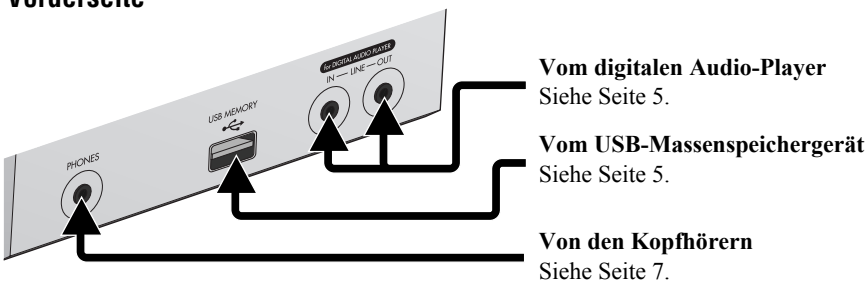 Vorderseite
for DIGITAL AUDIO PLAYER
IN — LINE — OUT
USB MEMORY
PHONES
Vom digitalen Audio-Player
Siehe Seite 5.
Vom USB-Massenspeichergerät
Siehe Seite 5.
Von den Kopfhörern
Siehe Seite 7.